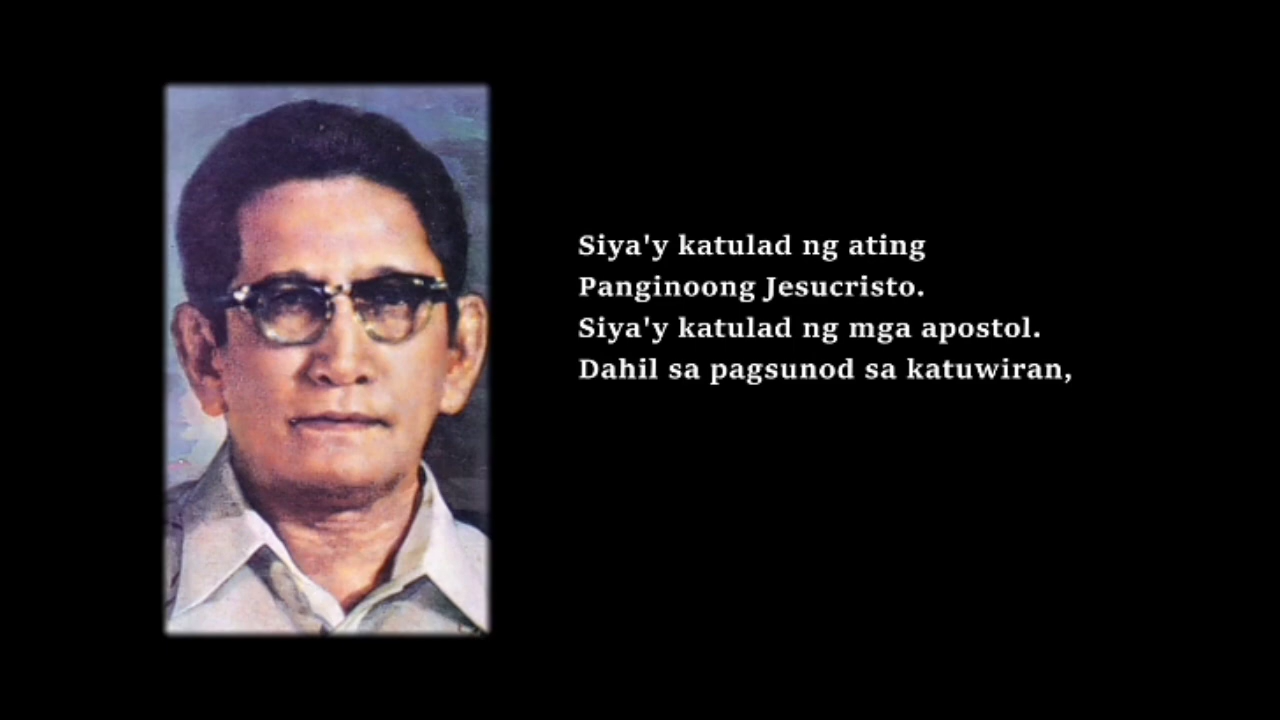 Siya'y katulad ng ating
Panginoong Jesucristo.
Siya'y katulad ng mga apostol.
Dahil sa pagsunod sa katuwiran,